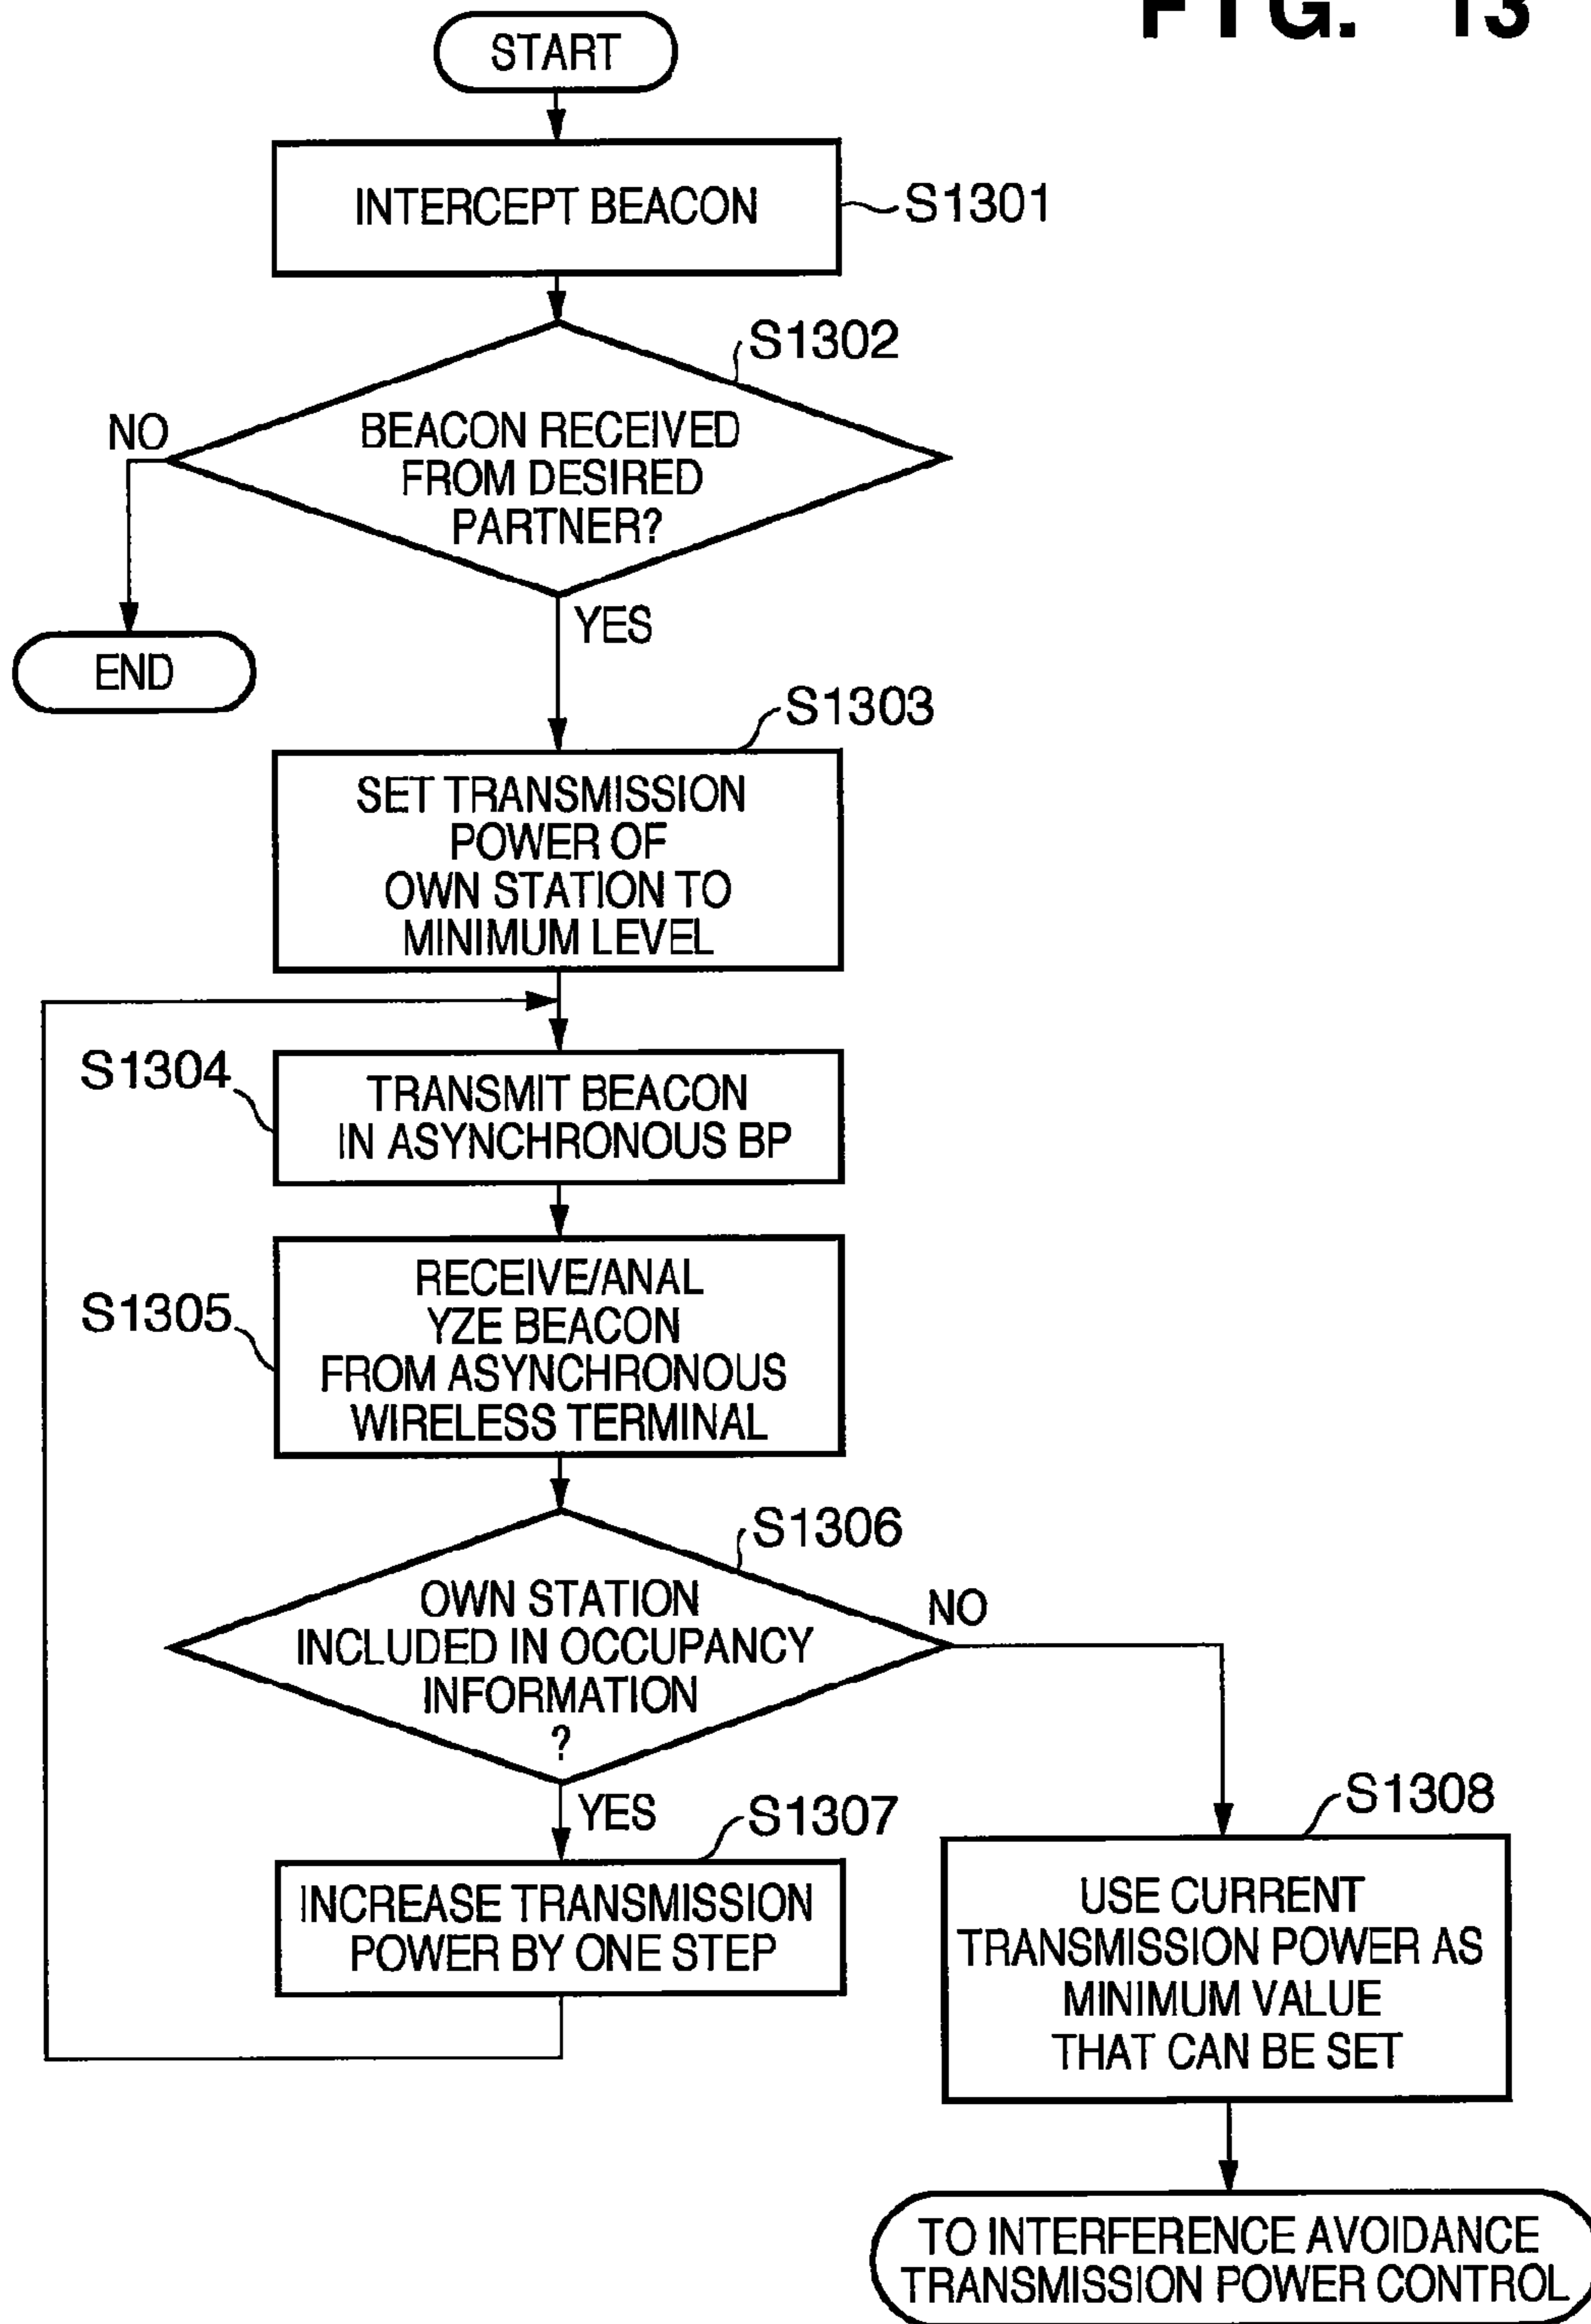 FIG. 13
START
INTERCEPT BEACON
S1301
S1302
BEACON RECEIVED
FROM DESIRED
PARTNER?
NO
END
YES
S1303
SET TRANSMISSION
POWER OF
OWN STATION TO
MINIMUM LEVEL
S1304
TRANSMIT BEACON
IN ASYNCHRONOUS BP
S1305
RECEIVE/ANAL
YZE BEACON
FROM ASYNCHRONOUS
WIRELESS TERMINAL
S1306
OWN STATION
INCLUDED IN OCCUPANCY
INFORMATION
?
NO
YES
S1307
INCREASE TRANSMISSION
POWER BY ONE STEP
S1308
USE CURRENT
TRANSMISSION POWER AS
MINIMUM VALUE
THAT CAN BE SET
TO INTERFERENCE AVOIDANCE
TRANSMISSION POWER CONTROL